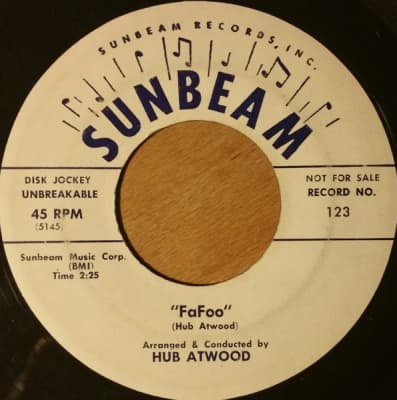 SUNBEAM RECORDS, INC.
SUNBEAM
DISK JOCKEY
UNBREAKABLE
45 RPM
(5145)
NOT FOR SALE
RECORD NO.
123
Sunbeam Music Corp.
(BMI)
Time 2:25
"FaFoo"
(Hub Atwood)
Arranged & Conducted by
HUB ATWOOD